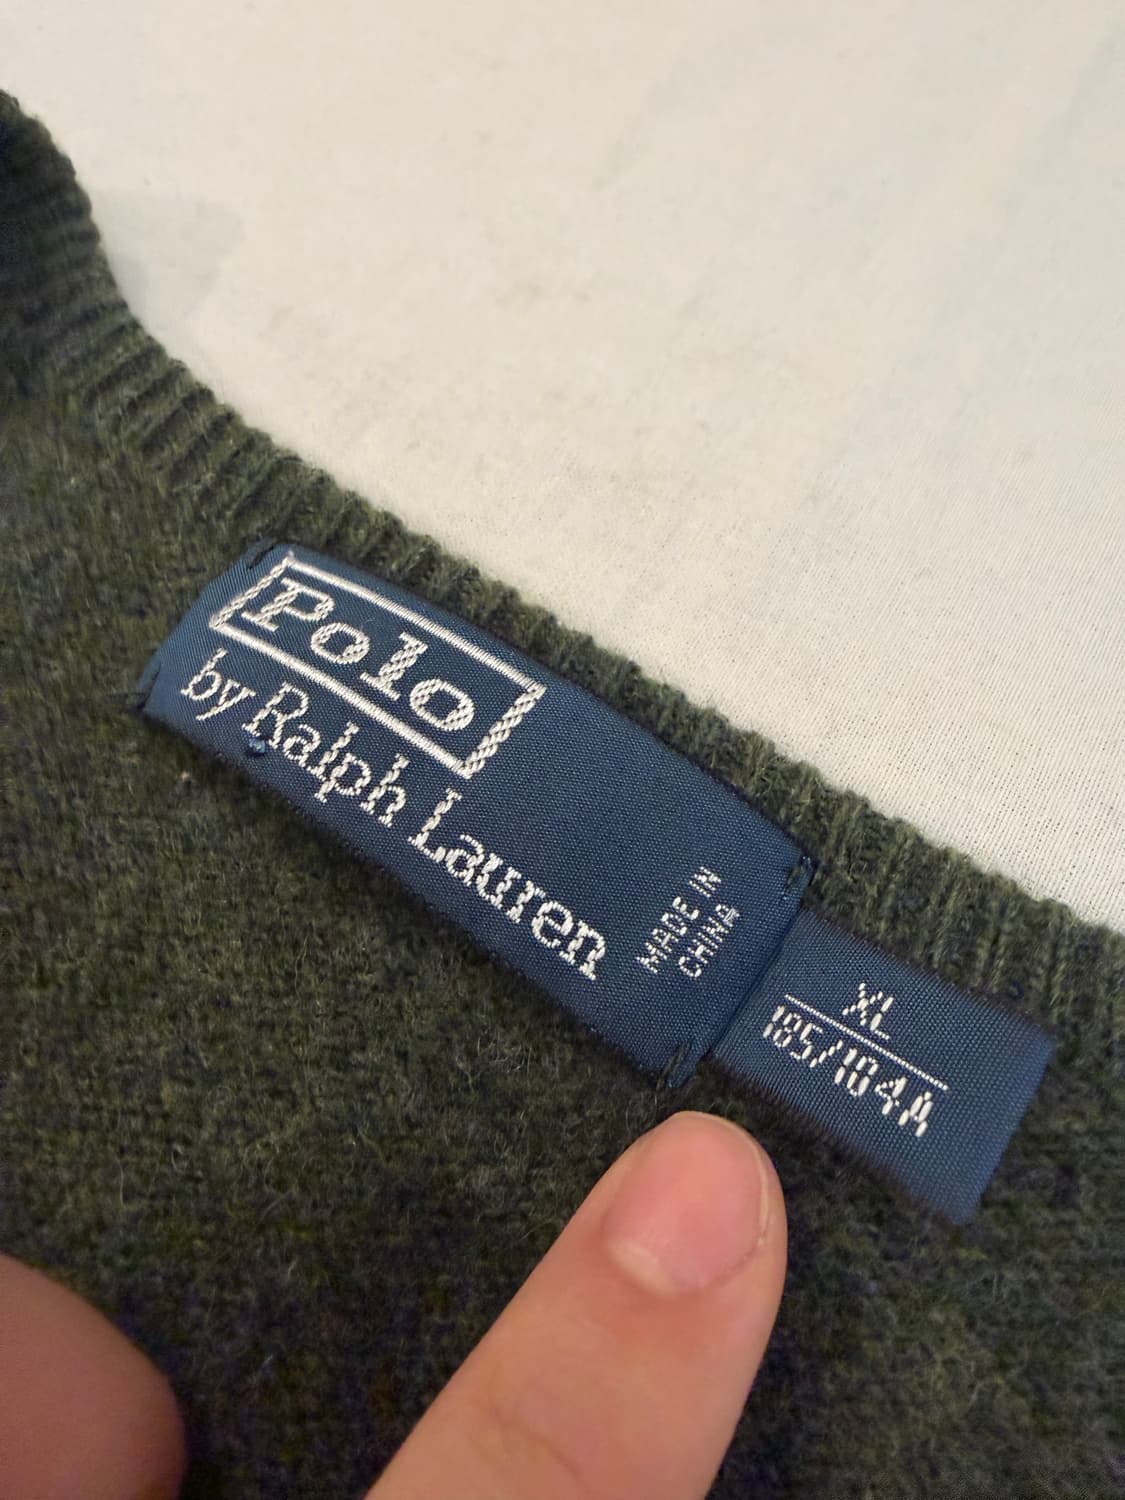 Polo
by Ralph Lauren
MADE IN
CHINA
XL
185/104A